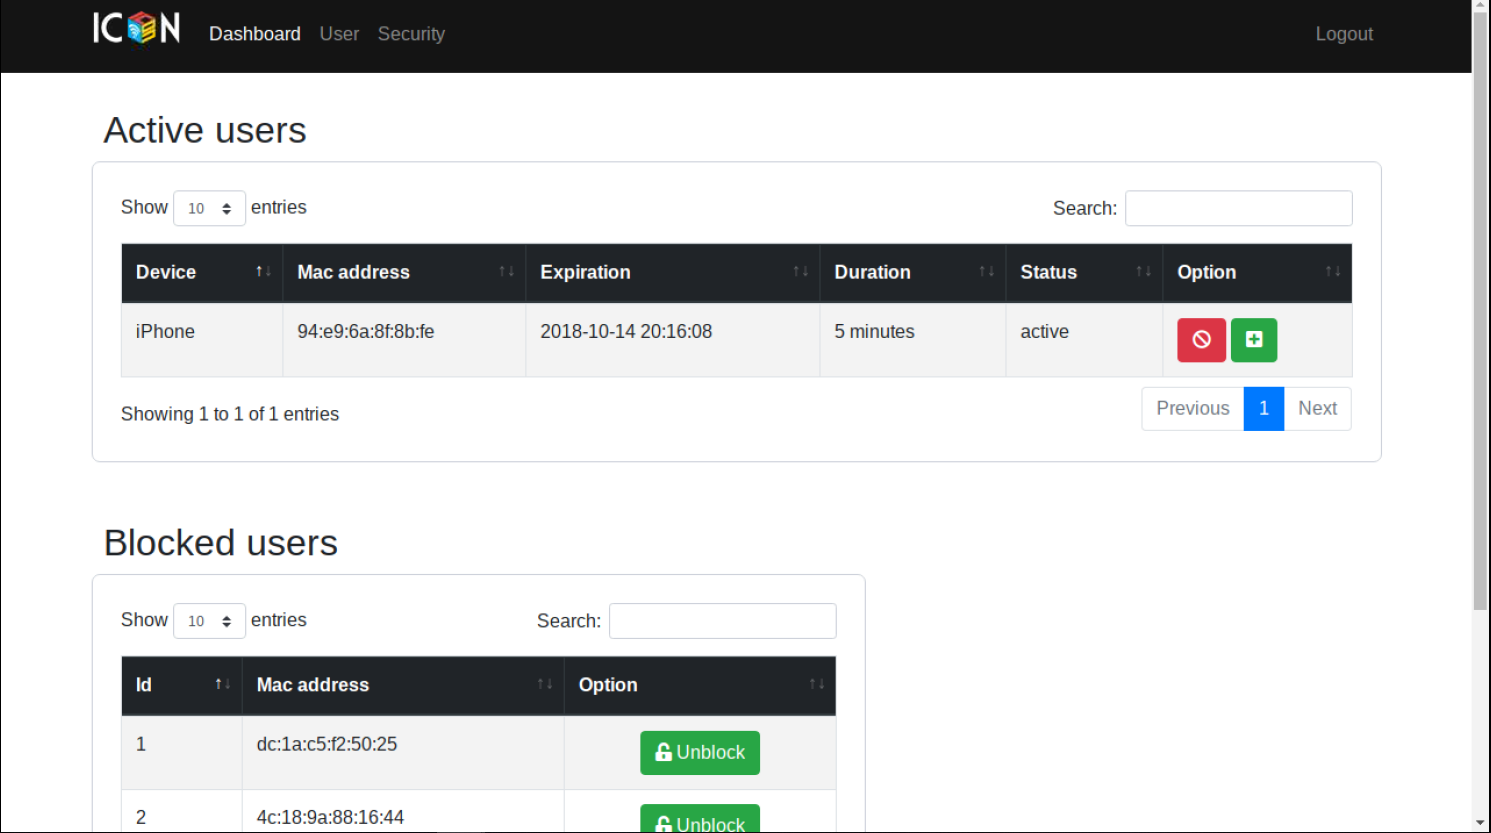 ICON Dashboard User Security Logout
Active users
Show 10 entries Search:
Device Mac address Expiration Duration Status Option
iPhone 94:e9:6a:8f:8b:fe 2018-10-14 20:16:08 5 minutes active
Showing 1 to 1 of 1 entries Previous 1 Next
Blocked users
Show 10 entries Search:
Id Mac address Option
1 dc:1a:c5:f2:50:25 Unblock
2 4c:18:9a:88:16:44 Unblock